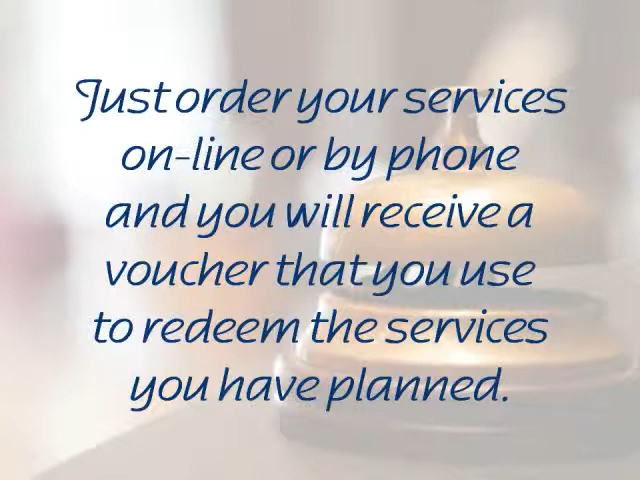 Just order your services
on-line or by phone
and you will receive a
voucher that you use
to redeem the services
you have planned.